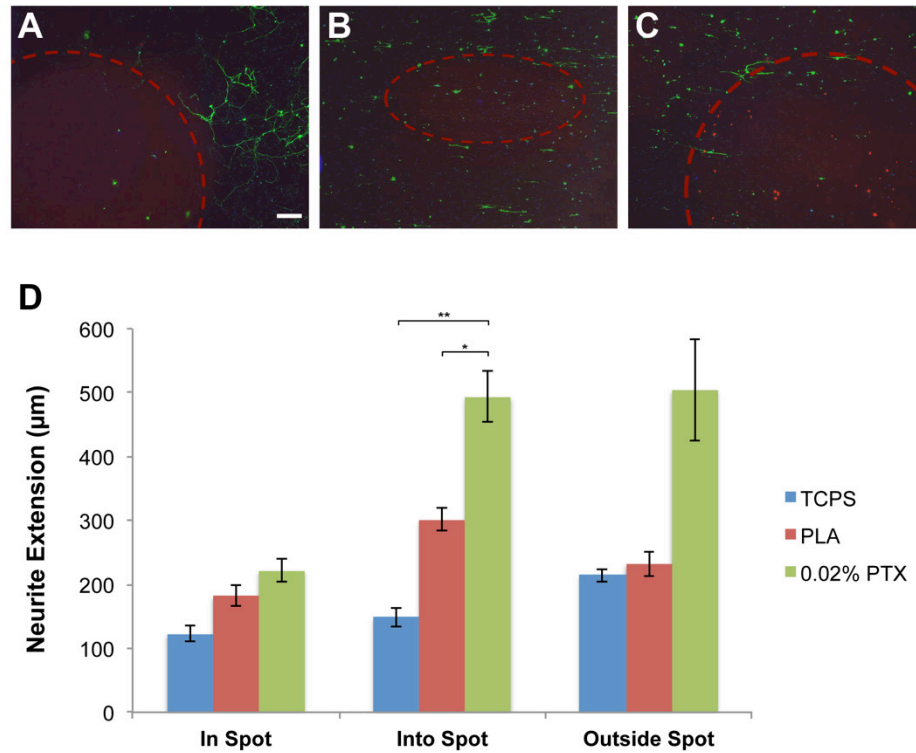 A
B
C
D
600
500
400
300
200
100
0
Neurite Extension (µm)
**
*
In Spot
Into Spot
Outside Spot
TCPS
PLA
0.02% PTX